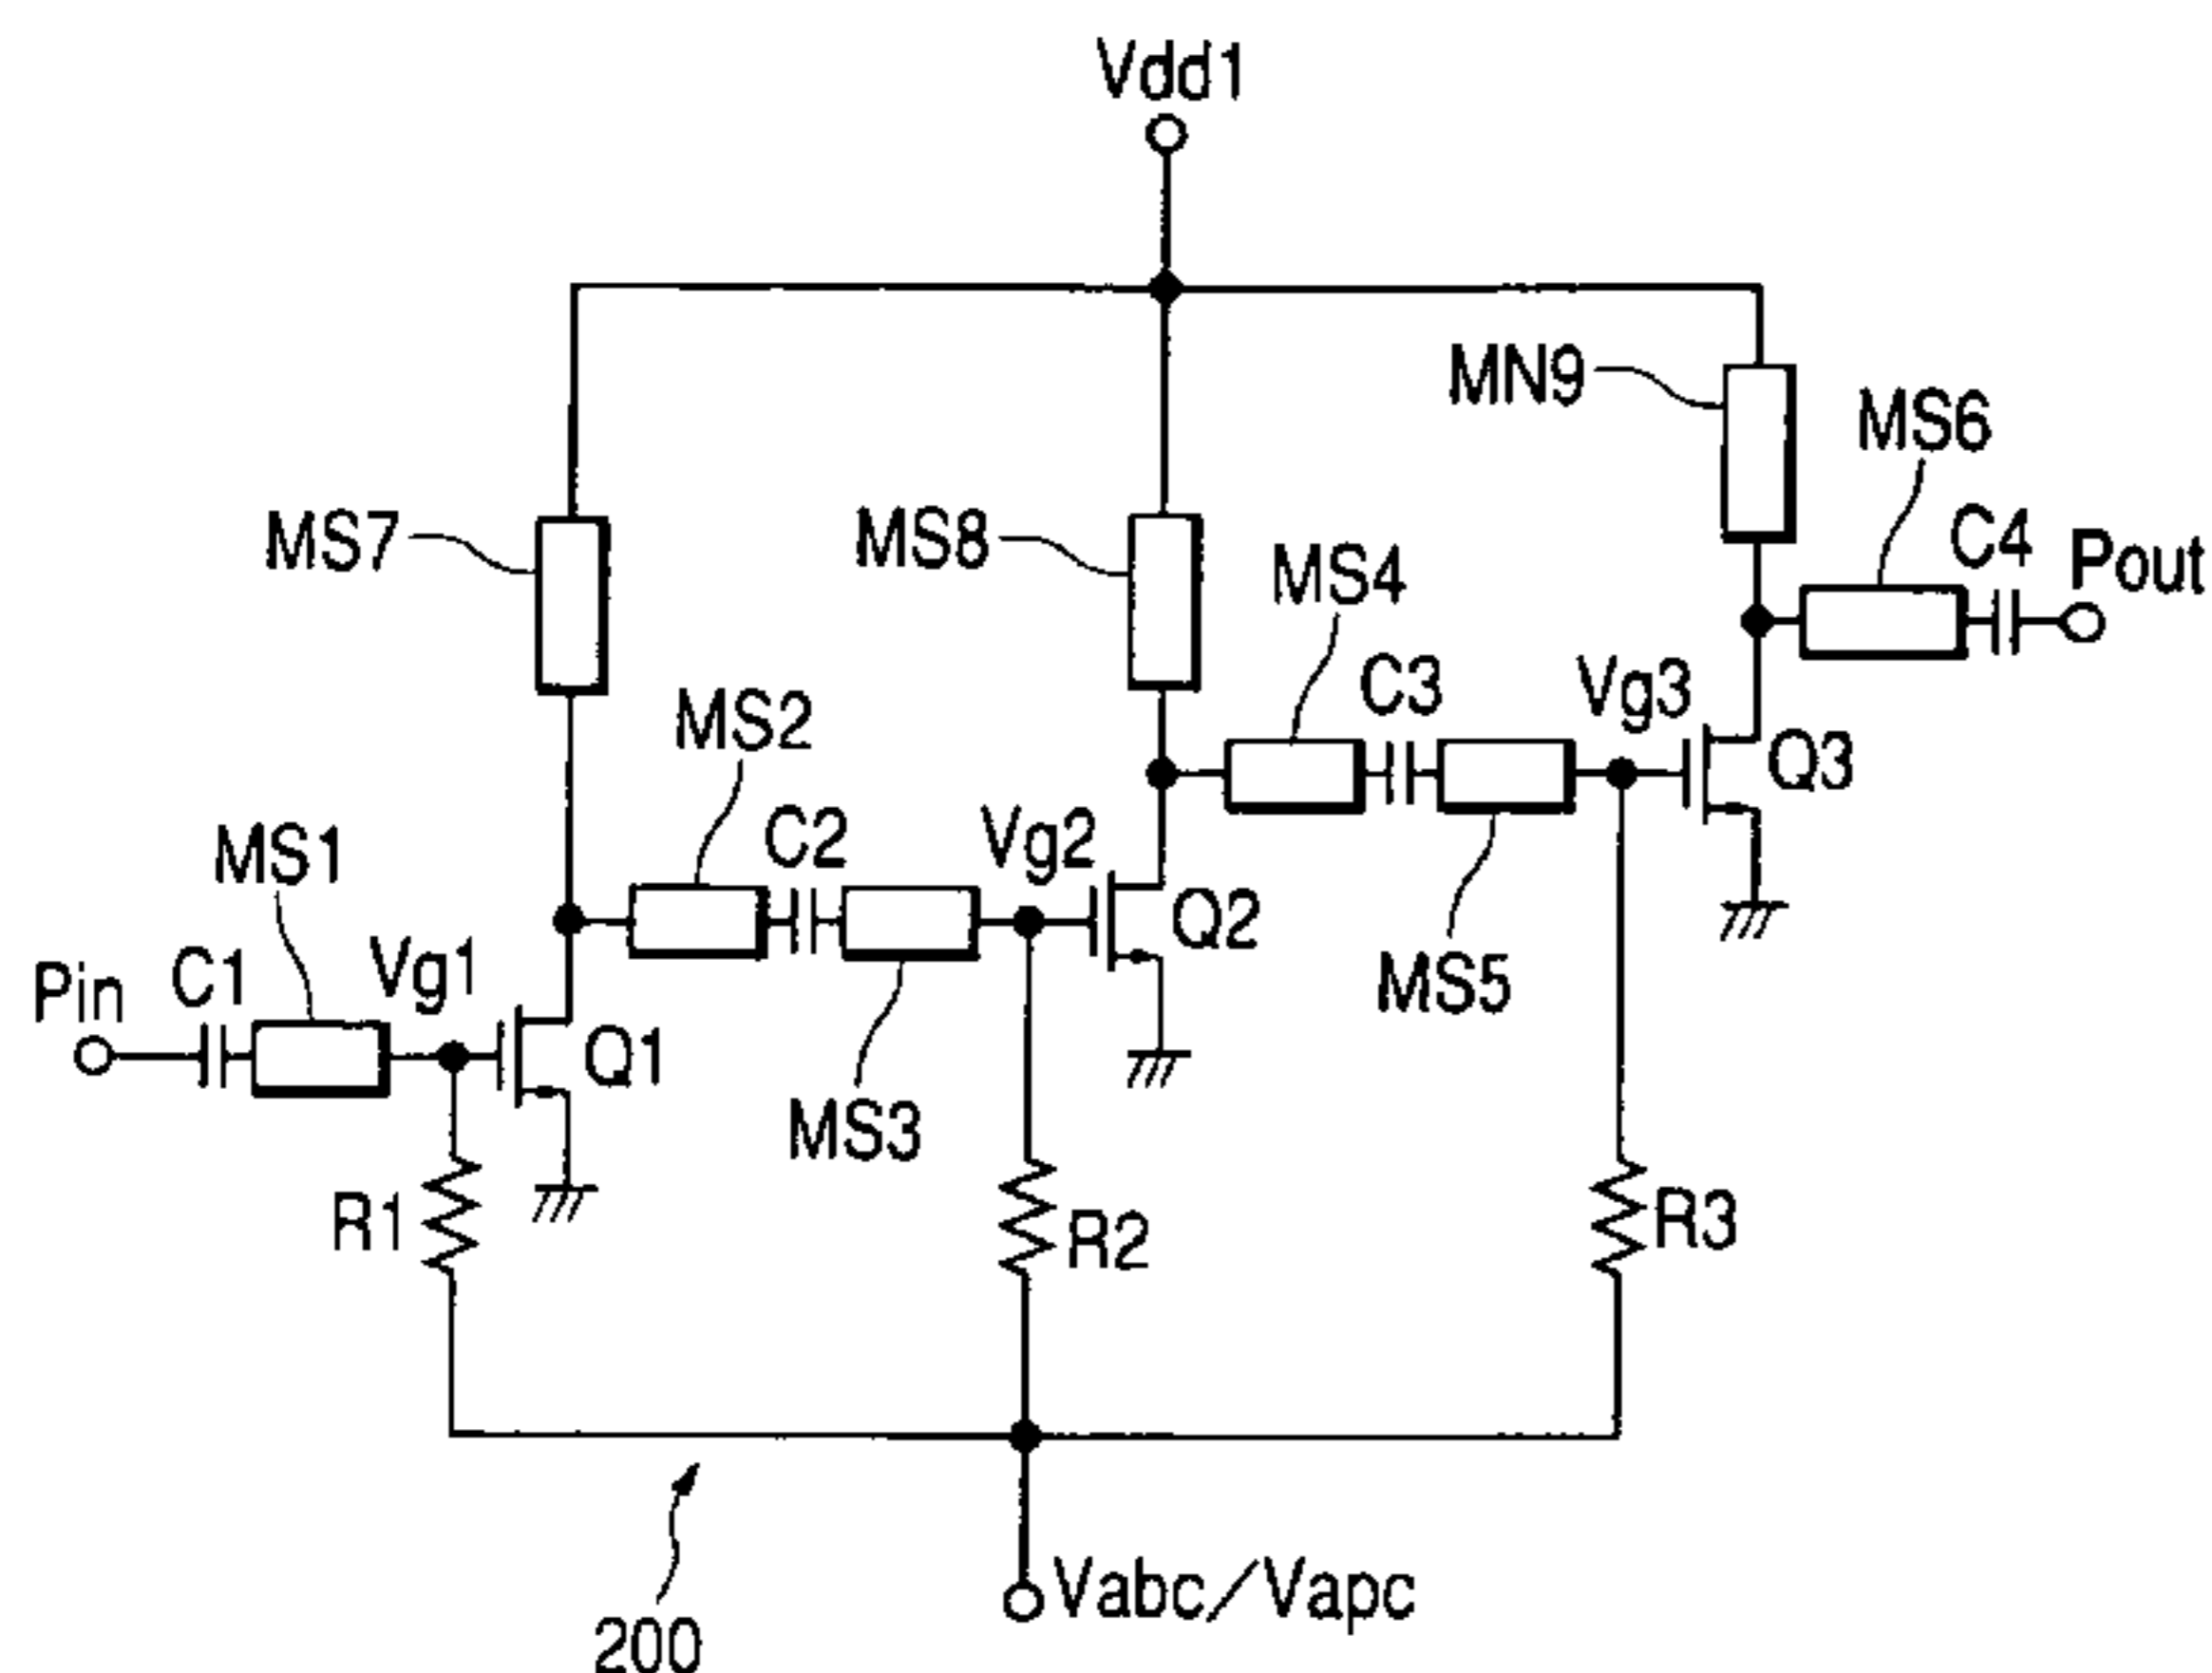 Vdd1
MN9
MS6
MS7
MS8
C4
Pout
MS4
C3
Vg3
MS2
Q3
C2
Vg2
MS1
Q2
Vg1
C1
Pin
MS5
Q1
MS3
R1
R2
R3
Vabc/Vapc
200